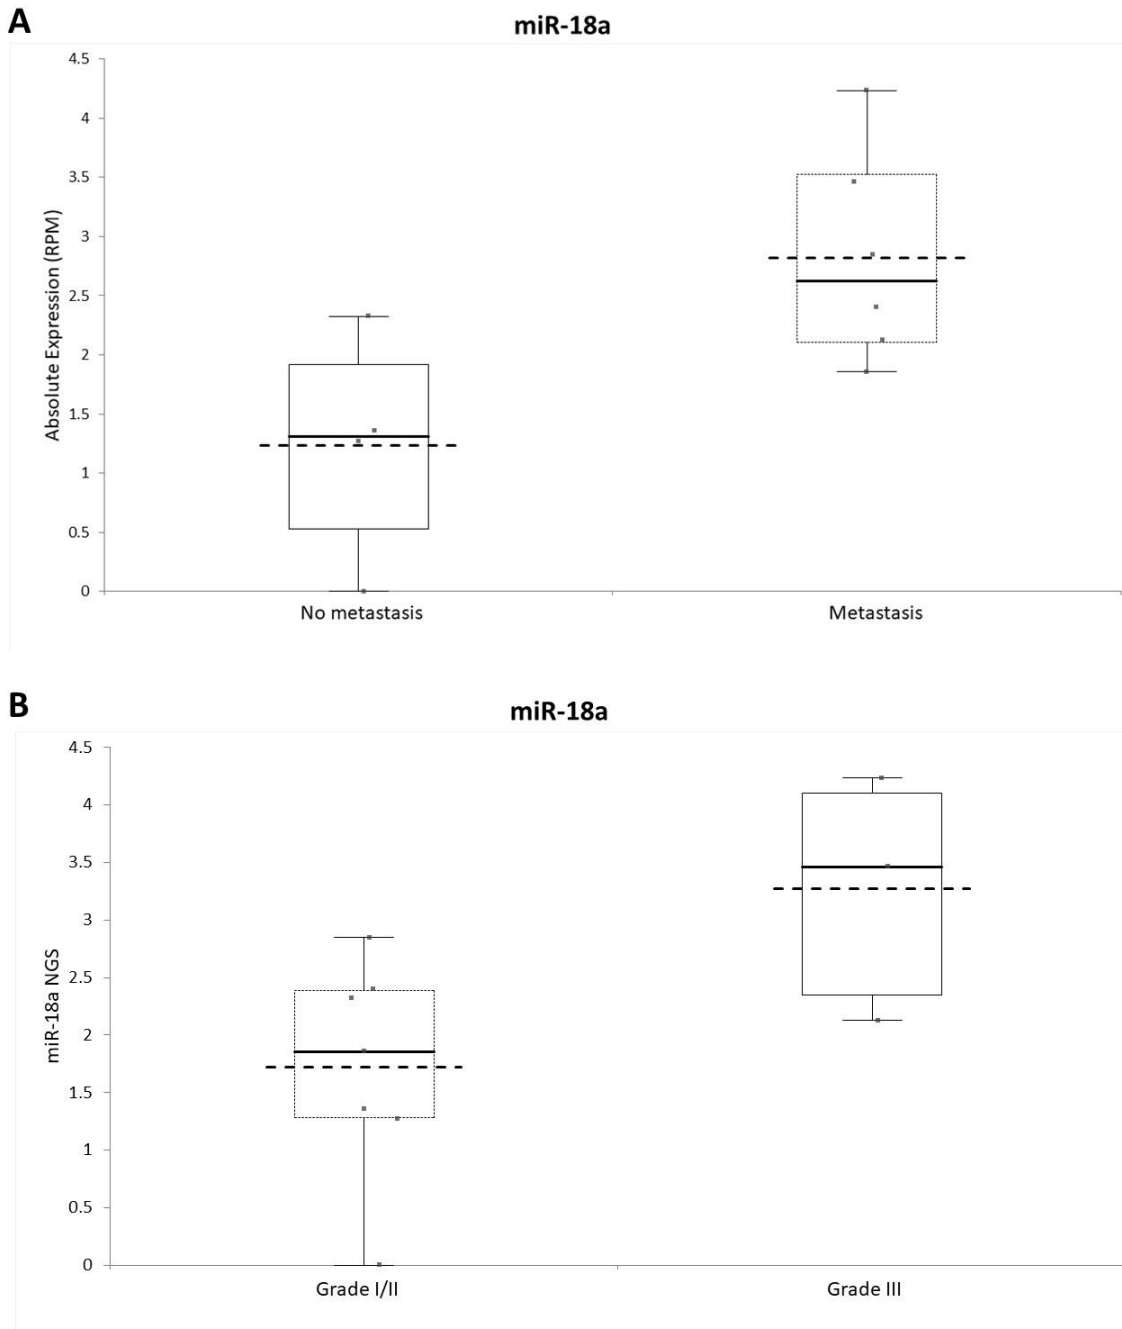 A
miR-18a
4.5
4
3.5
3
2.5
2
1.5
1
0.5
0
Absolute Expression (RPM)
No metastasis
Metastasis
B
miR-18a
4.5
4
3.5
3
2.5
2
1.5
1
0.5
0
miR-18a NGS
Grade I/II
Grade III